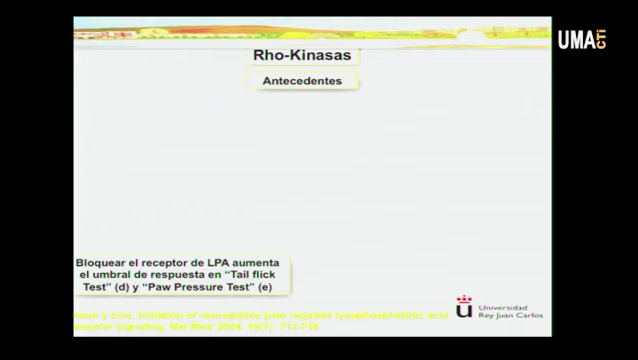 UMA
CTI
Rho-Kinasas
Antecedentes
Bloquear el receptor de LPA aumenta
el umbral de respuesta en “Tail flick
Test” (d) y “Paw Pressure Test” (e)
y cols. Initiation of neuropathic pain requires lysophosphatidic acid
receptor signaling. Nat Med. 2004. 10(7). 712-718
Universidad
Rey Juan Carlos